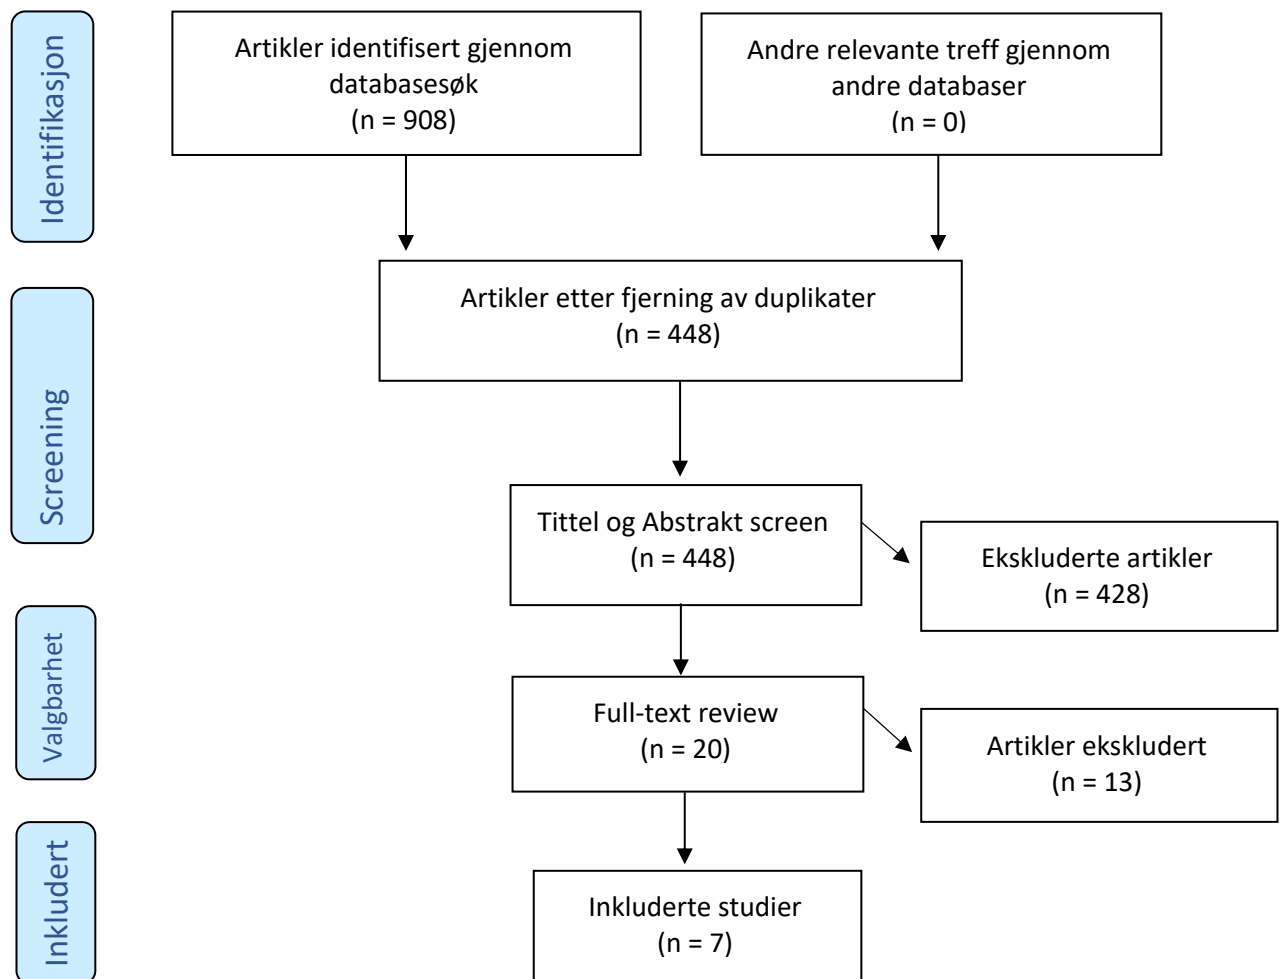 Identifikasjon
Artikler identifisert gjennom
databasesøk
(n = 908)
Andre relevante treff gjennom
andre databaser
(n = 0)
Screening
Artikler etter fjerning av duplikater
(n = 448)
Tittel og Abstrakt screen
(n = 448)
Ekskluderte artikler
(n = 428)
Valgbarhet
Full-text review
(n = 20)
Artikler ekskludert
(n = 13)
Inkludert
Inkluderte studier
(n = 7)